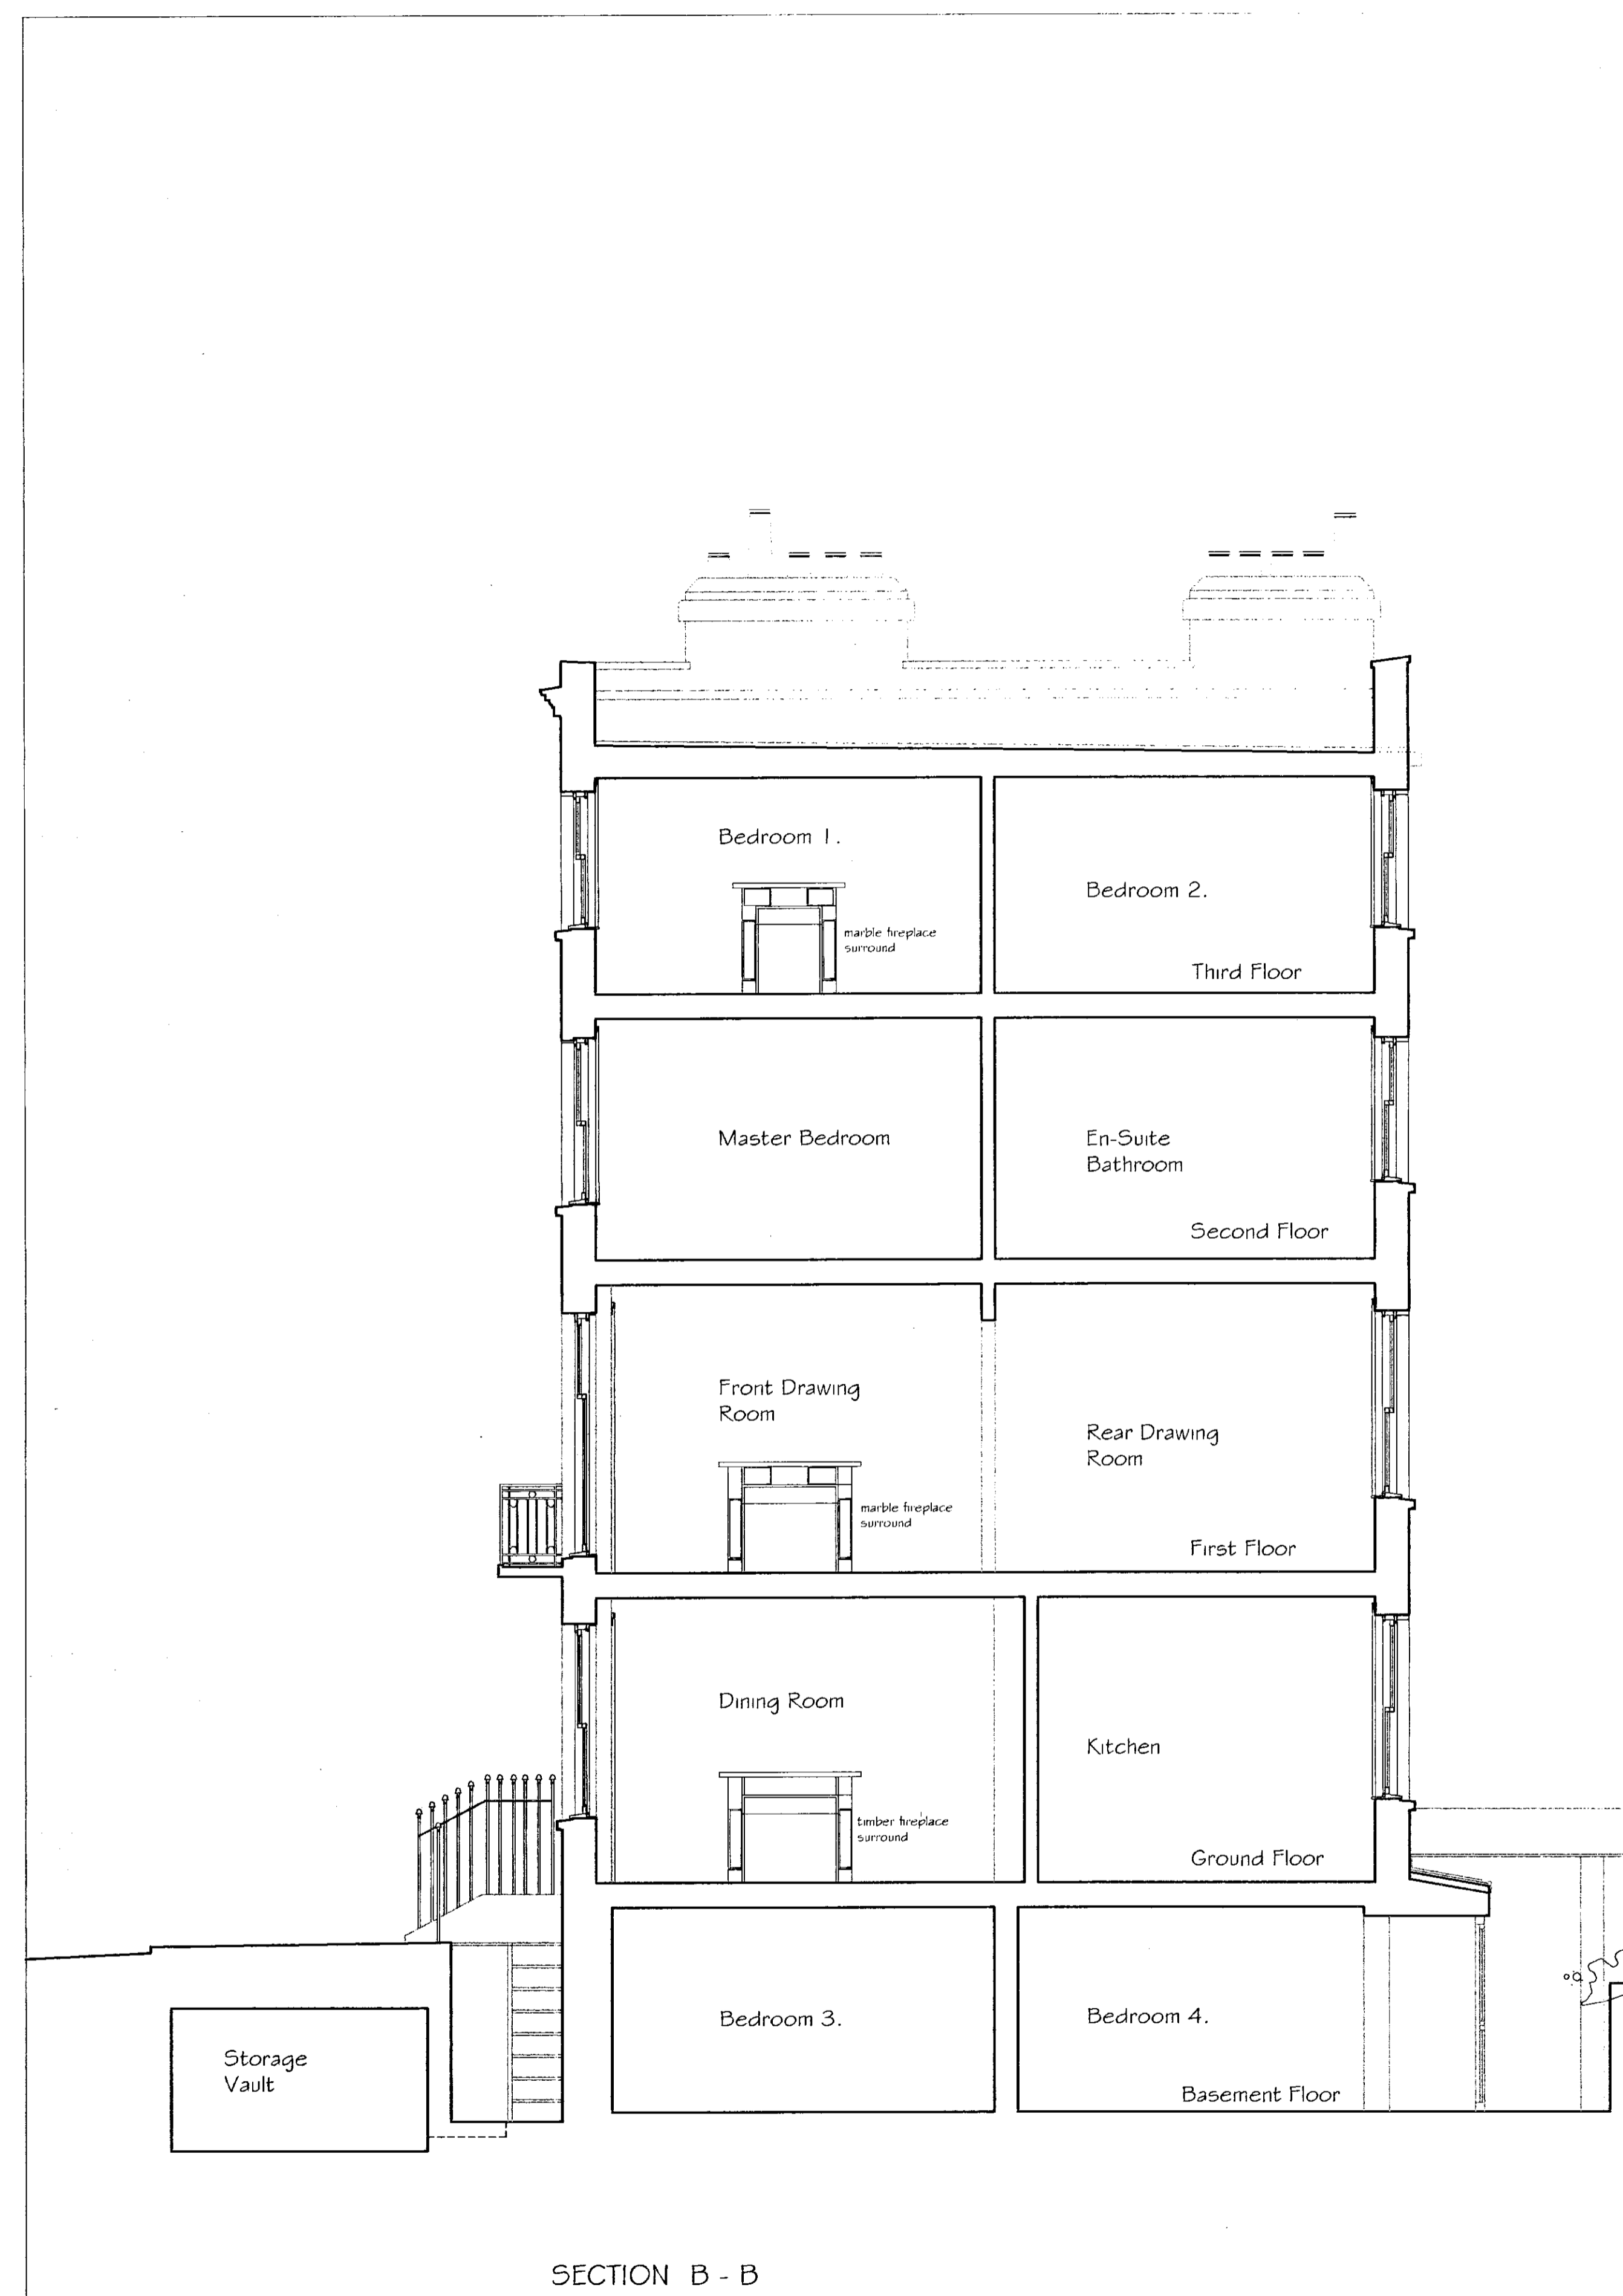 Bedroom 1.
marble fireplace
surround
Bedroom 2.
Third Floor
Master Bedroom
En-Suite
Bathroom
Second Floor
Front Drawing
Room
marble fireplace
surround
Rear Drawing
Room
First Floor
Dining Room
timber fireplace
surround
Kitchen
Ground Floor
Storage
Vault
Bedroom 3.
Bedroom 4.
Basement Floor
SECTION B - B